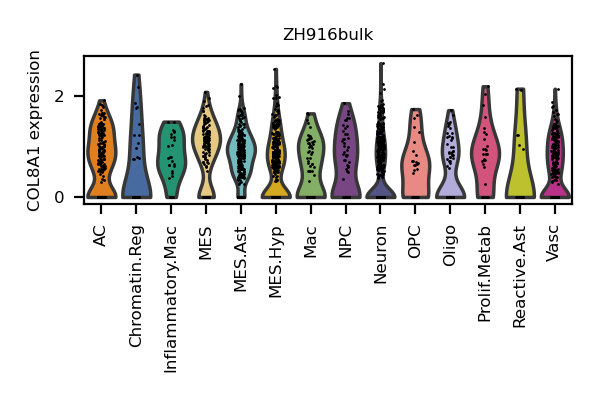 ZH916bulk
COL8A1 expression
2
0
AC
Chromatin.Reg
Inflammatory.Mac
MES
MES.Ast
MES.Hyp
Mac
NPC
Neuron
OPC
Oligo
Prolif.Metab
Reactive.Ast
Vasc